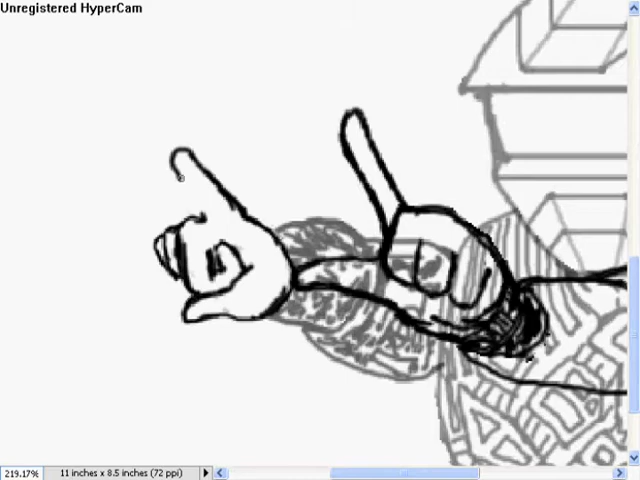 Unregistered HyperCam
219.17% 11 inches x 8.5 inches (72 ppi)